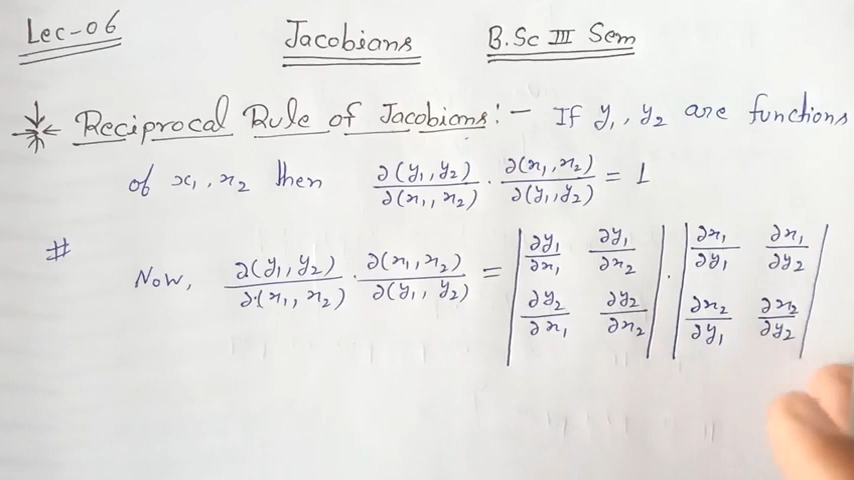 Lec-06 Jacobians B.Sc III Sem
Reciprocal Rule of Jacobians:- If y₁, y₂ are functions
of x₁, x₂ then ∂(y₁,y₂)/∂(x₁,x₂) · ∂(x₁,x₂)/∂(y₁,y₂) = 1
# Now, ∂(y₁,y₂)/∂(x₁,x₂) · ∂(x₁,x₂)/∂(y₁,y₂) = | ∂y₁/∂x₁ ∂y₁/∂x₂ | · | ∂x₁/∂y₁ ∂x₁/∂y₂ |
| ∂y₂/∂x₁ ∂y₂/∂x₂ | | ∂x₂/∂y₁ ∂x₂/∂y₂ |